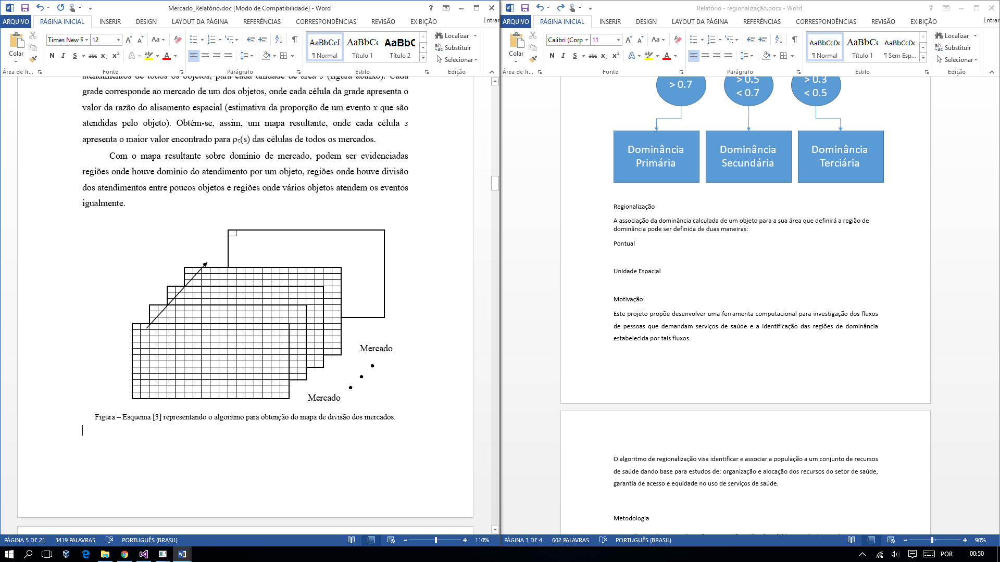 Mercado_Relatório.doc [Modo de Compatibilidade] - Word
ARQUIVO PÁGINA INICIAL INSERIR DESIGN LAYOUT DA PÁGINA REFERÊNCIAS CORRESPONDÊNCIAS REVISÃO EXIBIÇÃO Entrar
Colar
Times New F 12
AaBbCcI AaBbCc AaBbC
¶ Normal Título 1 Título 2
Localizar
Substituir
Selecionar
Área de Tr... Fonte Parágrafo Estilo Edição
atendimentos de todos os objetos, para cada unidade de área s (figura abaixo). Cada
grade corresponde ao mercado de um dos objetos, onde cada célula da grade apresenta o
valor da razão do alisamento espacial (estimativa da proporção de um evento x que são
atendidas pelo objeto). Obtém-se, assim, um mapa resultante, onde cada célula s
apresenta o maior valor encontrado para ρτ(s) das células de todos os mercados.
Com o mapa resultante sobre domínio de mercado, podem ser evidenciadas
regiões onde houve domínio do atendimento por um objeto, regiões onde houve divisão
dos atendimentos entre poucos objetos e regiões onde vários objetos atendem os eventos
igualmente.
Mercado
Mercado
Figura – Esquema [3] representando o algoritmo para obtenção do mapa de divisão dos mercados.
PÁGINA 5 DE 21 3419 PALAVRAS PORTUGUÊS (BRASIL) 110%
Relatório - regionalização.docx - Word
ARQUIVO PÁGINA INICIAL INSERIR DESIGN LAYOUT DA PÁGINA REFERÊNCIAS CORRESPONDÊNCIAS REVISÃO EXIBIÇÃO Entrar
Colar
Calibri (Corp 11
AaBbCcDc AaBbCc AaBbCcDc
¶ Normal Título 1 ¶ Sem Esp...
Localizar
Substituir
Selecionar
Área de Tr... Fonte Parágrafo Estilo Edição
> 0.7
> 0.5
< 0.7
> 0.3
< 0.5
Dominância
Primária
Dominância
Secundária
Dominância
Terciária
Regionalização
A associação da dominância calculada de um objeto para a sua área que definirá a região de
dominância pode ser definida de duas maneiras:
Pontual
Unidade Espacial
Motivação
Este projeto propõe desenvolver uma ferramenta computacional para investigação dos fluxos
de pessoas que demandam serviços de saúde e a identificação das regiões de dominância
estabelecida por tais fluxos.
O algoritmo de regionalização visa identificar e associar a população a um conjunto de recursos
de saúde dando base para estudos de: organização e alocação dos recursos do setor de saúde,
garantia de acesso e equidade no uso de serviços de saúde.
Metodologia
PÁGINA 3 DE 4 602 PALAVRAS PORTUGUÊS (BRASIL) 90%
POR 00:50